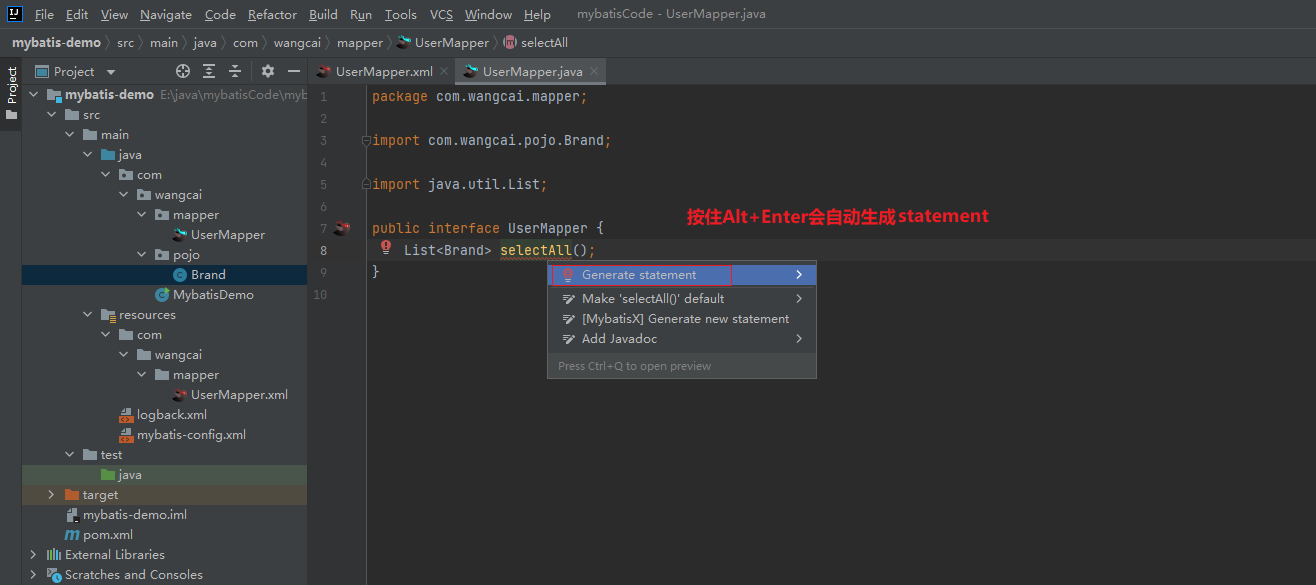 IJ File Edit View Navigate Code Refactor Build Run Tools VCS Window Help mybatisCode - UserMapper.java
mybatis-demo src main java com wangcai mapper UserMapper m selectAll
Project
Project
UserMapper.xml
UserMapper.java
mybatis-demo E:\java\mybatisCode\myb
src
main
java
com
wangcai
mapper
UserMapper
pojo
C Brand
C MybatisDemo
resources
com
wangcai
mapper
UserMapper.xml
logback.xml
mybatis-config.xml
test
java
target
mybatis-demo.iml
m pom.xml
External Libraries
Scratches and Consoles
1 package com.wangcai.mapper;
2
3 import com.wangcai.pojo.Brand;
4
5 import java.util.List;
6
7 public interface UserMapper {
8 List<Brand> selectAll();
9 }
10
按住Alt+Enter会自动生成statement
Generate statement
Make 'selectAll()' default
[MybatisX] Generate new statement
Add Javadoc
Press Ctrl+Q to open preview